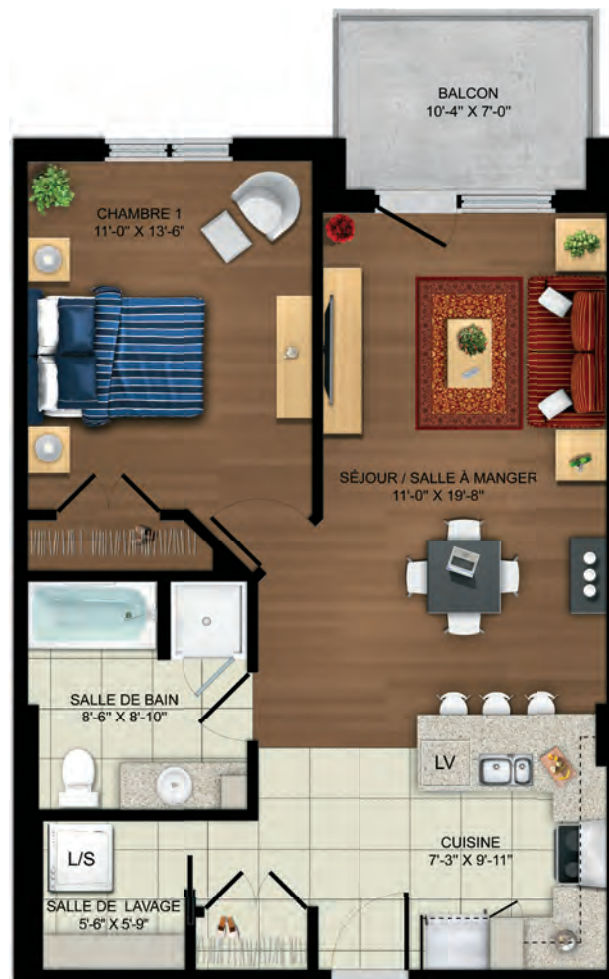 BALCON
10'-4" X 7'-0"
CHAMBRE 1
11'-0" X 13'-6"
SÉJOUR / SALLE À MANGER
11'-0" X 19'-8"
SALLE DE BAIN
8'-6" X 8'-10"
LV
CUISINE
7'-3" X 9'-11"
L/S
SALLE DE LAVAGE
5'-6" X 5'-9"